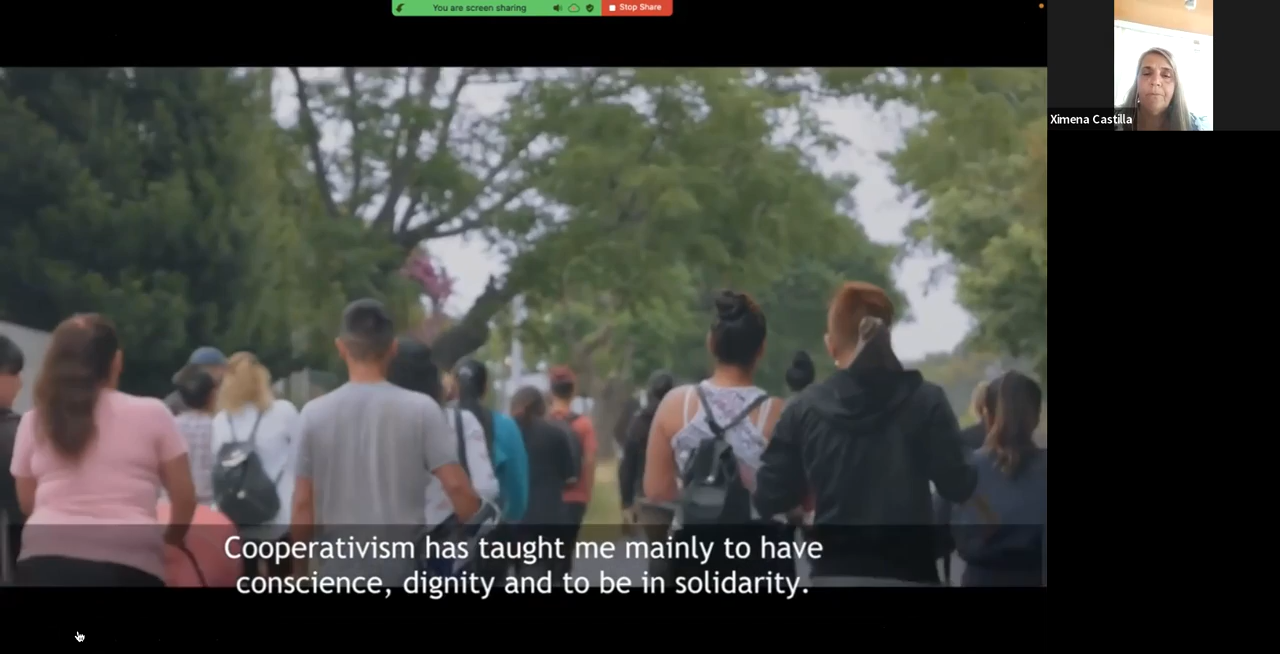 You are screen sharing
Stop Share
Ximena Castilla
Cooperativism has taught me mainly to have
conscience, dignity and to be in solidarity.